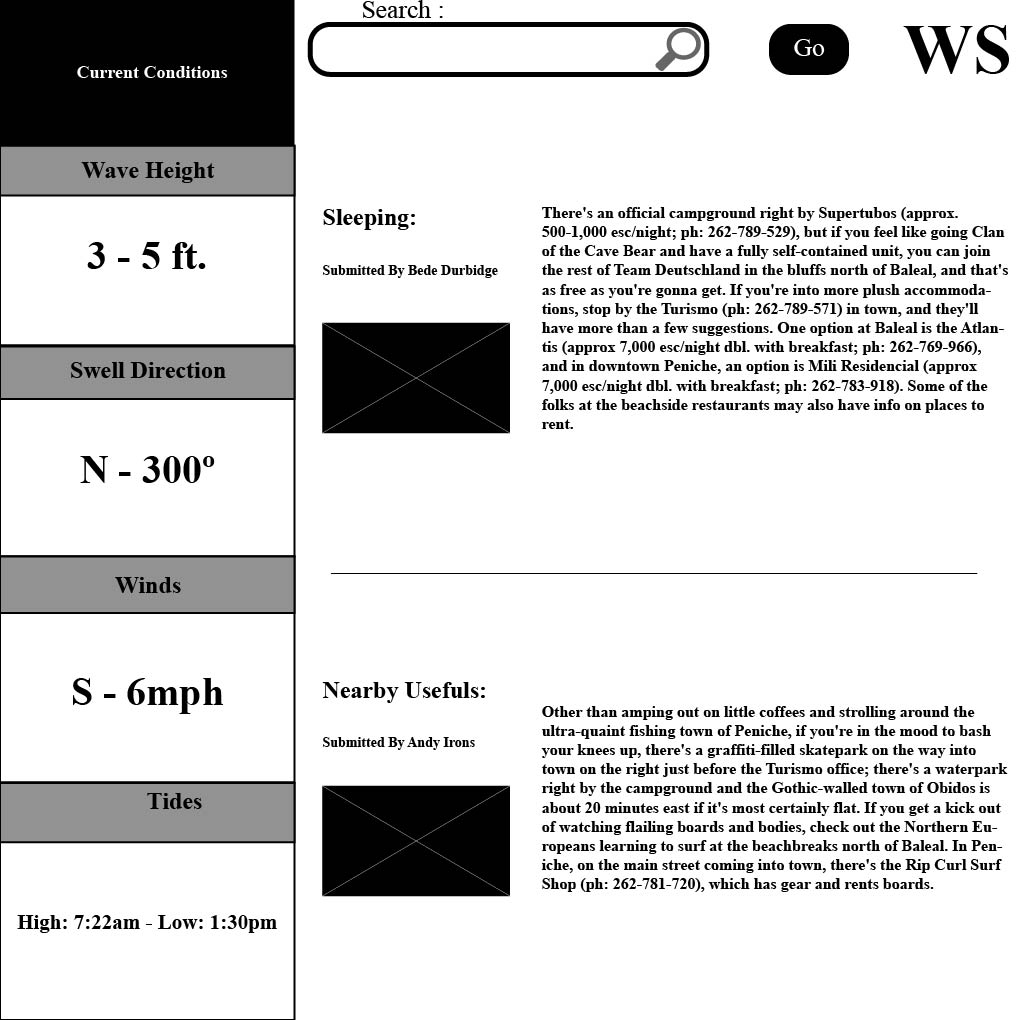 Search :
Go
WS
Current Conditions
Wave Height
3 - 5 ft.
Swell Direction
N - 300º
Winds
S - 6mph
Tides
High: 7:22am - Low: 1:30pm
Sleeping:
Submitted By Bede Durbidge
There's an official campground right by Supertubos (approx.
500-1,000 esc/night; ph: 262-789-529), but if you feel like going Clan
of the Cave Bear and have a fully self-contained unit, you can join
the rest of Team Deutschland in the bluffs north of Baleal, and that's
as free as you're gonna get. If you're into more plush accommoda-
tions, stop by the Turismo (ph: 262-789-571) in town, and they'll
have more than a few suggestions. One option at Baleal is the Atlan-
tis (approx 7,000 esc/night dbl. with breakfast; ph: 262-769-966),
and in downtown Peniche, an option is Mili Residencial (approx
7,000 esc/night dbl. with breakfast; ph: 262-783-918). Some of the
folks at the beachside restaurants may also have info on places to
rent.
Nearby Usefuls:
Submitted By Andy Irons
Other than amping out on little coffees and strolling around the
ultra-quaint fishing town of Peniche, if you're in the mood to bash
your knees up, there's a graffiti-filled skatepark on the way into
town on the right just before the Turismo office; there's a waterpark
right by the campground and the Gothic-walled town of Obidos is
about 20 minutes east if it's most certainly flat. If you get a kick out
of watching flailing boards and bodies, check out the Northern Eu-
ropeans learning to surf at the beachbreaks north of Baleal. In Pen-
iche, on the main street coming into town, there's the Rip Curl Surf
Shop (ph: 262-781-720), which has gear and rents boards.